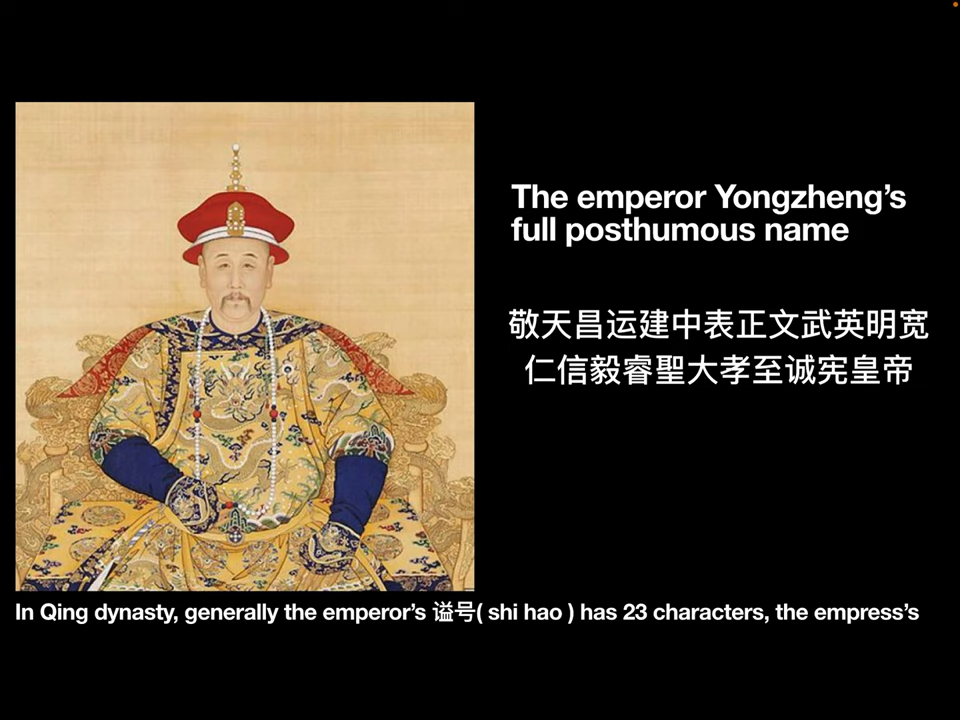 The emperor Yongzheng’s
full posthumous name
敬天昌运建中表正文武英明宽
仁信毅睿聖大孝至诚宪皇帝
In Qing dynasty, generally the emperor’s 谥号( shi hao ) has 23 characters, the empress’s